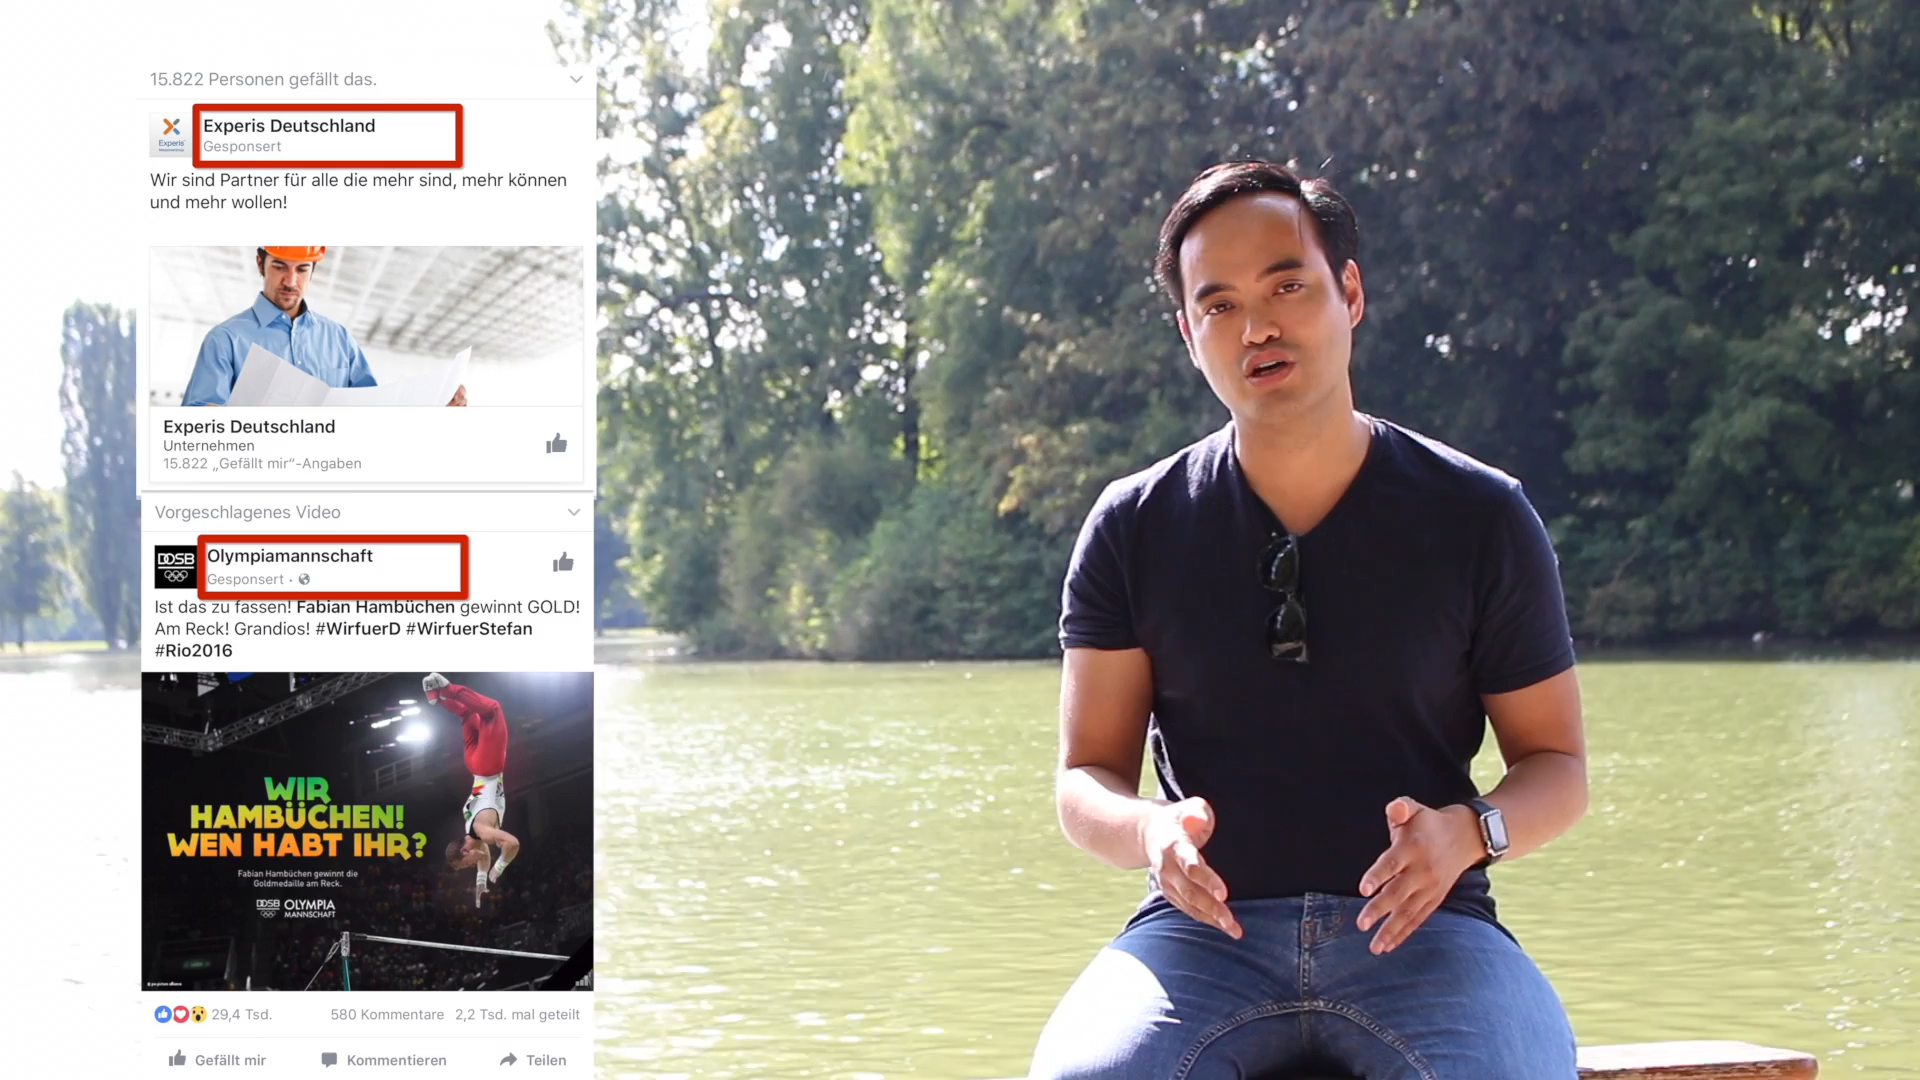 15.822 Personen gefällt das.
Experis Deutschland
Gesponsert
Experis
Wir sind Partner für alle die mehr sind, mehr können
und mehr wollen!
Experis Deutschland
Unternehmen
15.822 „Gefällt mir“-Angaben
Vorgeschlagenes Video
DOSB
Olympiamannschaft
Gesponsert ·
Ist das zu fassen! Fabian Hambüchen gewinnt GOLD!
Am Reck! Grandios! #WirfuerD #WirfuerStefan
#Rio2016
WIR
HAMBÜCHEN!
WEN HABT IHR?
Fabian Hambüchen gewinnt die
Goldmedaille am Reck.
DOSB OLYMPIA
MANNSCHAFT
29,4 Tsd. 580 Kommentare 2,2 Tsd. mal geteilt
Gefällt mir Kommentieren Teilen